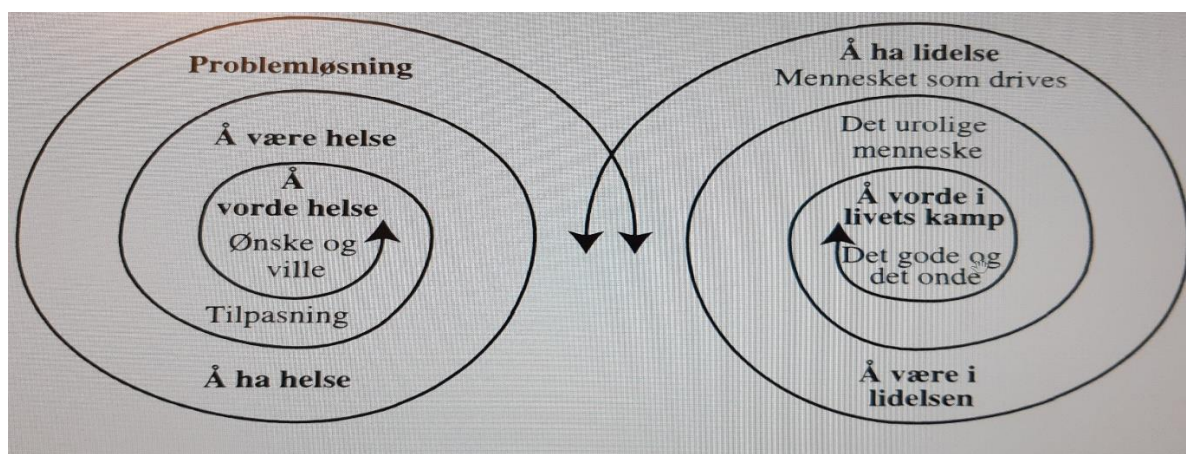 Problemløsning
Å være helse
Å
vorde helse
Ønske og
ville
Tilpasning
Å ha helse
Å ha lidelse
Mennesket som drives
Det urolige
menneske
Å vorde i
livets kamp
Det gode og
det onde
Å være i
lidelsen